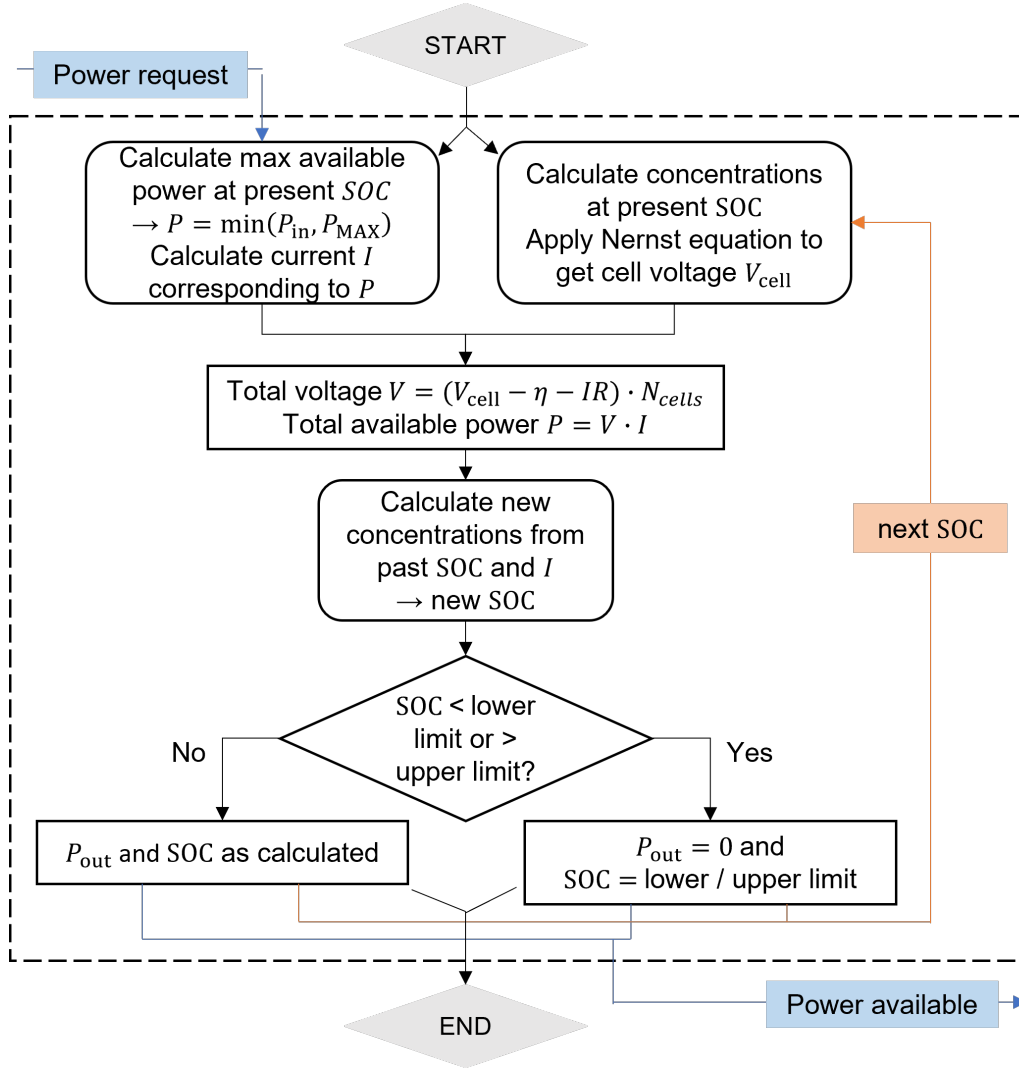 START
Power request
Calculate max available
power at present SOC
→ P = min(P_in, P_MAX)
Calculate current I
corresponding to P
Calculate concentrations
at present SOC
Apply Nernst equation to
get cell voltage V_cell
Total voltage V = (V_cell − η − IR) · N_cells
Total available power P = V · I
Calculate new
concentrations from
past SOC and I
→ new SOC
next SOC
SOC < lower
limit or >
upper limit?
No
Yes
P_out and SOC as calculated
P_out = 0 and
SOC = lower / upper limit
Power available
END